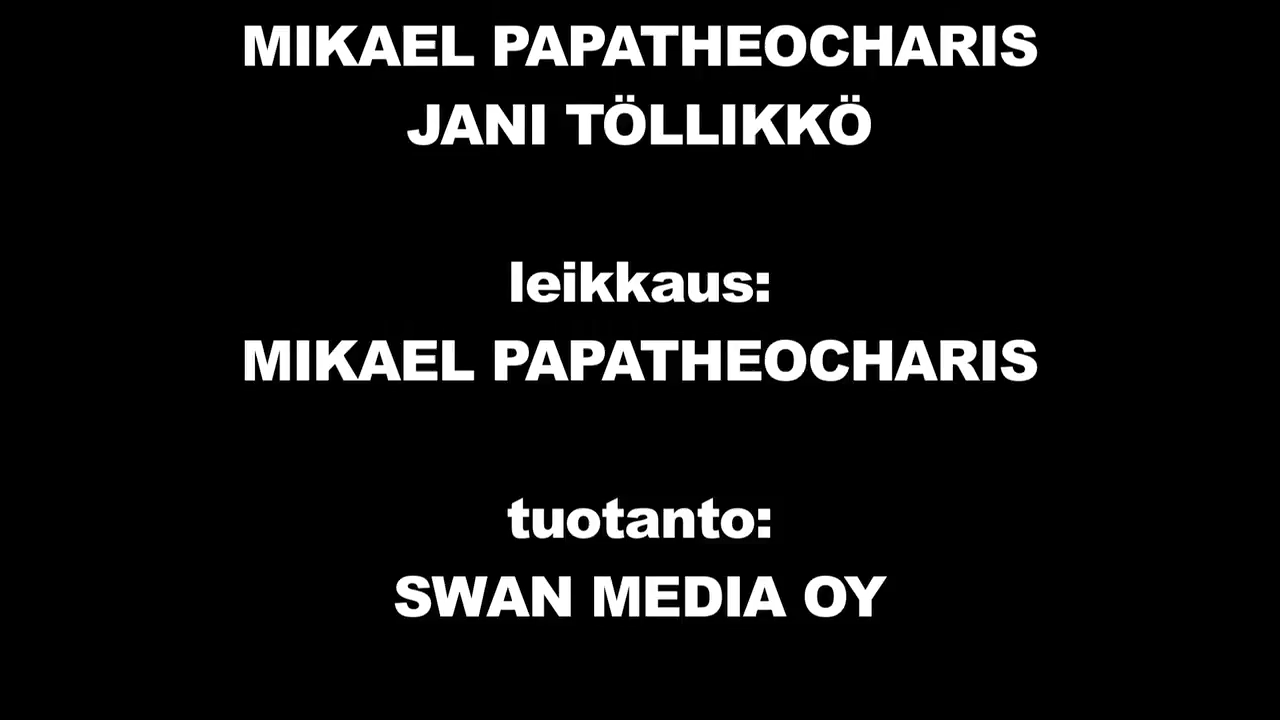 MIKAEL PAPATHEOCHARIS
JANI TÖLLIKKÖ
leikkaus:
MIKAEL PAPATHEOCHARIS
tuotanto:
SWAN MEDIA OY